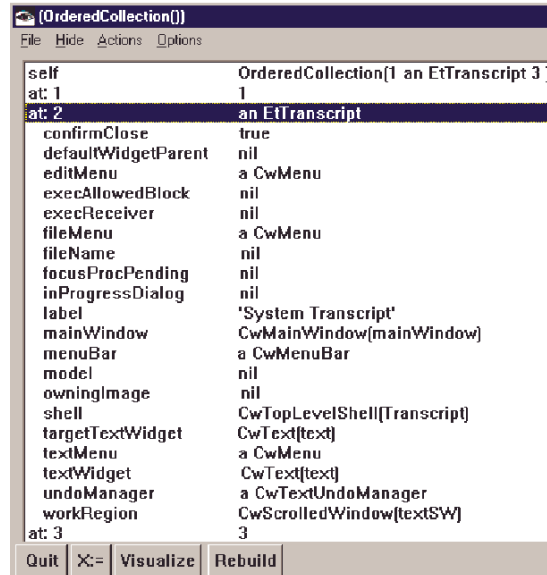 (OrderedCollection())
File Hide Actions Options
self OrderedCollection(1 an EtTranscript 3 )
at: 1 1
at: 2 an EtTranscript
confirmClose true
defaultWidgetParent nil
editMenu a CwMenu
execAllowedBlock nil
execReceiver nil
fileMenu a CwMenu
fileName nil
focusProcPending nil
inProgressDialog nil
label 'System Transcript'
mainWindow CwMainWindow(mainWindow)
menuBar a CwMenuBar
model nil
owningImage nil
shell CwTopLevelShell(Transcript)
targetTextWidget CwText(text)
textMenu a CwMenu
textWidget CwText(text)
undoManager a CwTextUndoManager
workRegion CwScrolledWindow(textSW)
at: 3 3
Quit X:= Visualize Rebuild